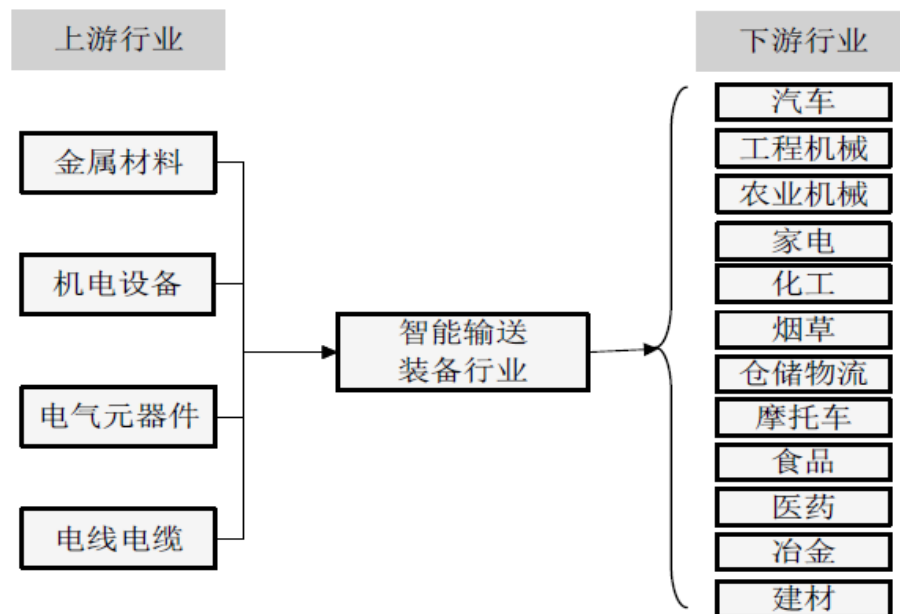 上游行业
下游行业
金属材料
机电设备
电气元器件
电线电缆
智能输送
装备行业
汽车
工程机械
农业机械
家电
化工
烟草
仓储物流
摩托车
食品
医药
冶金
建材